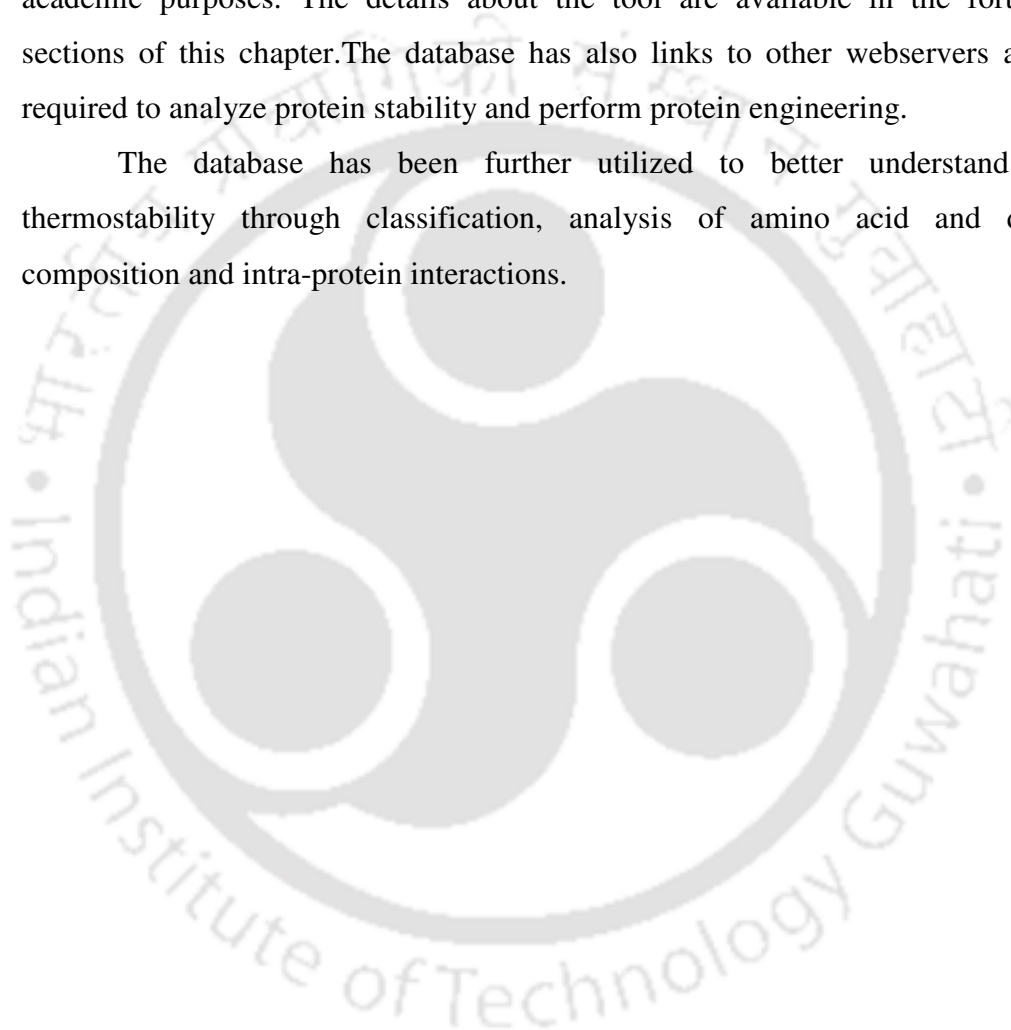 academic purposes. The details about the tool are available in the
sections of this chapter.The database has also links to other webservers
required to analyze protein stability and perform protein engineering.
The database has been further utilized to better understand
thermostability through classification, analysis of amino acid and
composition and intra-protein interactions.
Indian Institute of Technology Guwahati